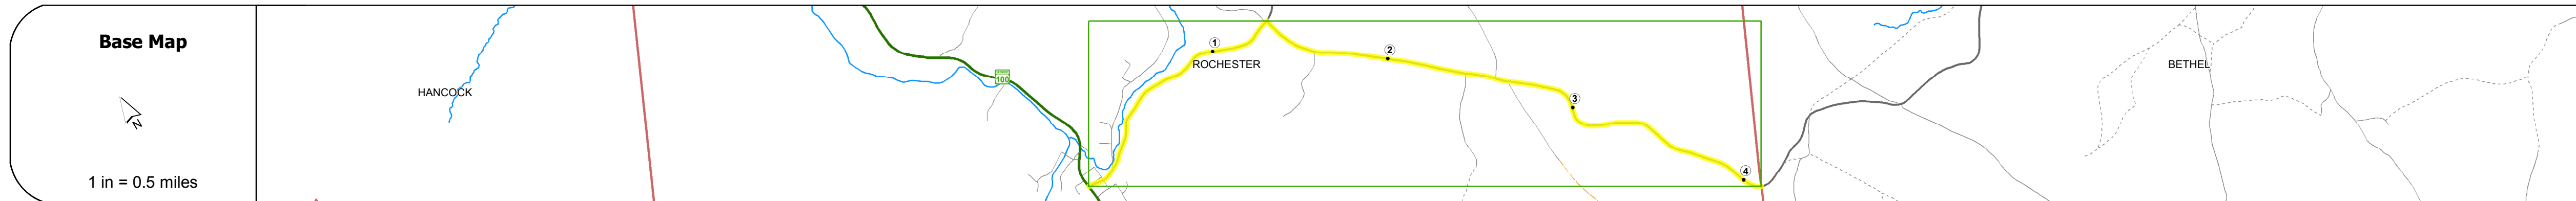 Base Map
N
1 in = 0.5 miles
HANCOCK
100
1
ROCHESTER
2
3
4
BETHEL